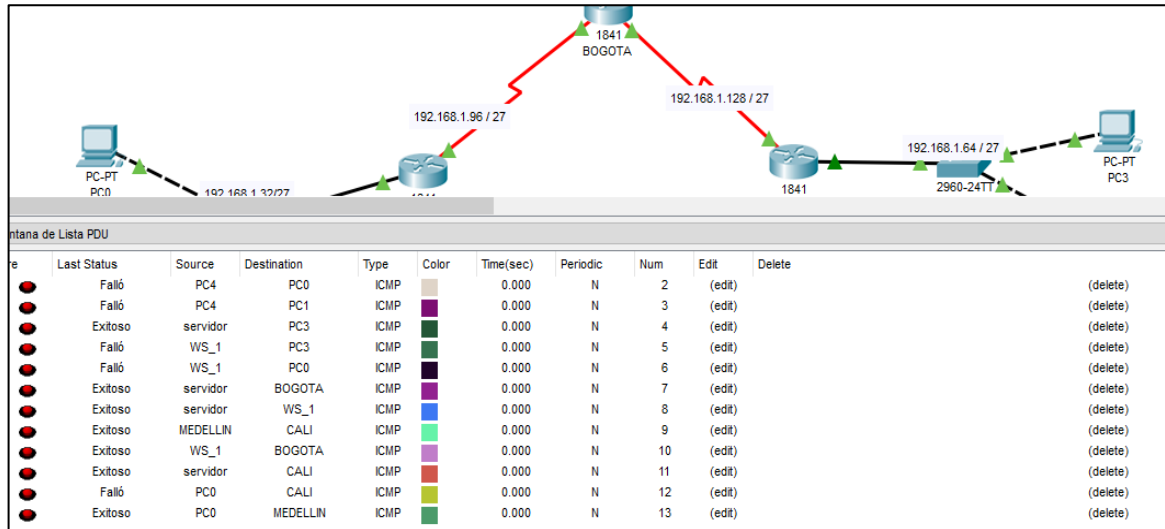 1841
BOGOTA
192.168.1.128 / 27
192.168.1.96 / 27
192.168.1.64 / 27
PC-PT
PC0
192.168.1.32/27
1841
1841
2960-24TT
PC-PT
PC3
ntana de Lista PDU
re Last Status Source Destination Type Color Time(sec) Periodic Num Edit Delete
Falló PC4 PC0 ICMP 0.000 N 2 (edit) (delete)
Falló PC4 PC1 ICMP 0.000 N 3 (edit) (delete)
Exitoso servidor PC3 ICMP 0.000 N 4 (edit) (delete)
Falló WS_1 PC3 ICMP 0.000 N 5 (edit) (delete)
Falló WS_1 PC0 ICMP 0.000 N 6 (edit) (delete)
Exitoso servidor BOGOTA ICMP 0.000 N 7 (edit) (delete)
Exitoso servidor WS_1 ICMP 0.000 N 8 (edit) (delete)
Exitoso MEDELLIN CALI ICMP 0.000 N 9 (edit) (delete)
Exitoso WS_1 BOGOTA ICMP 0.000 N 10 (edit) (delete)
Exitoso servidor CALI ICMP 0.000 N 11 (edit) (delete)
Falló PC0 CALI ICMP 0.000 N 12 (edit) (delete)
Exitoso PC0 MEDELLIN ICMP 0.000 N 13 (edit) (delete)